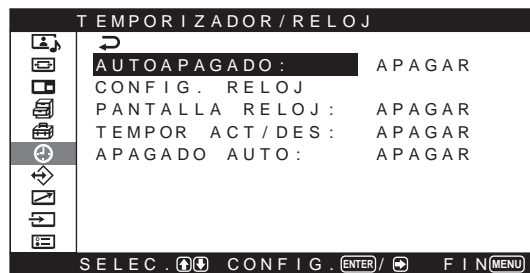 TEMPORIZADOR/RELOJ
AUTOAPAGADO: APAGAR
CONFIG. RELOJ
PANTALLA RELOJ: APAGAR
TEMPOR ACT/DES: APAGAR
APAGADO AUTO: APAGAR
SELEC. CONFIG. ENTER / FIN MENU